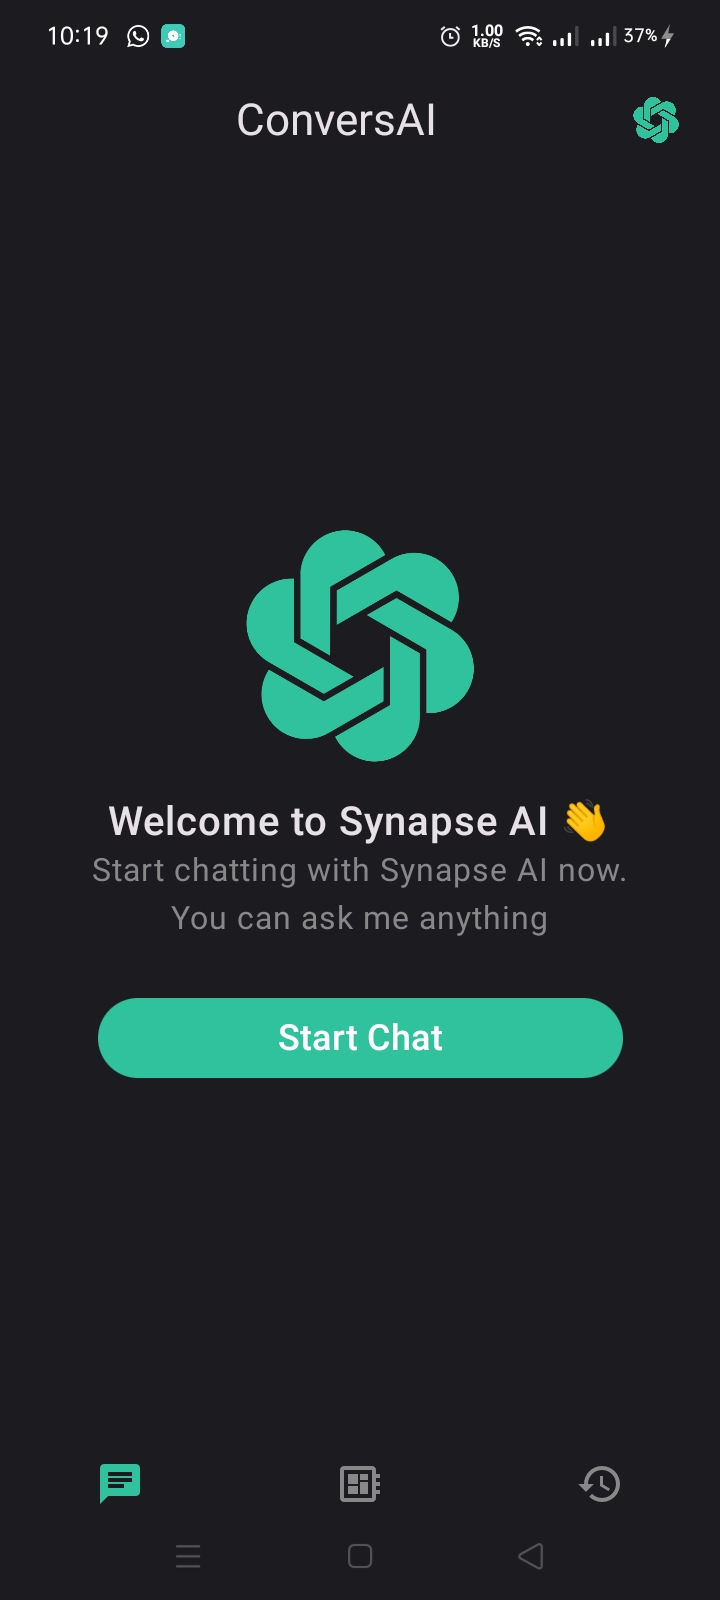 10:19
1.00
KB/S
37%
ConversAI
Welcome to Synapse AI 👋
Start chatting with Synapse AI now.
You can ask me anything
Start Chat